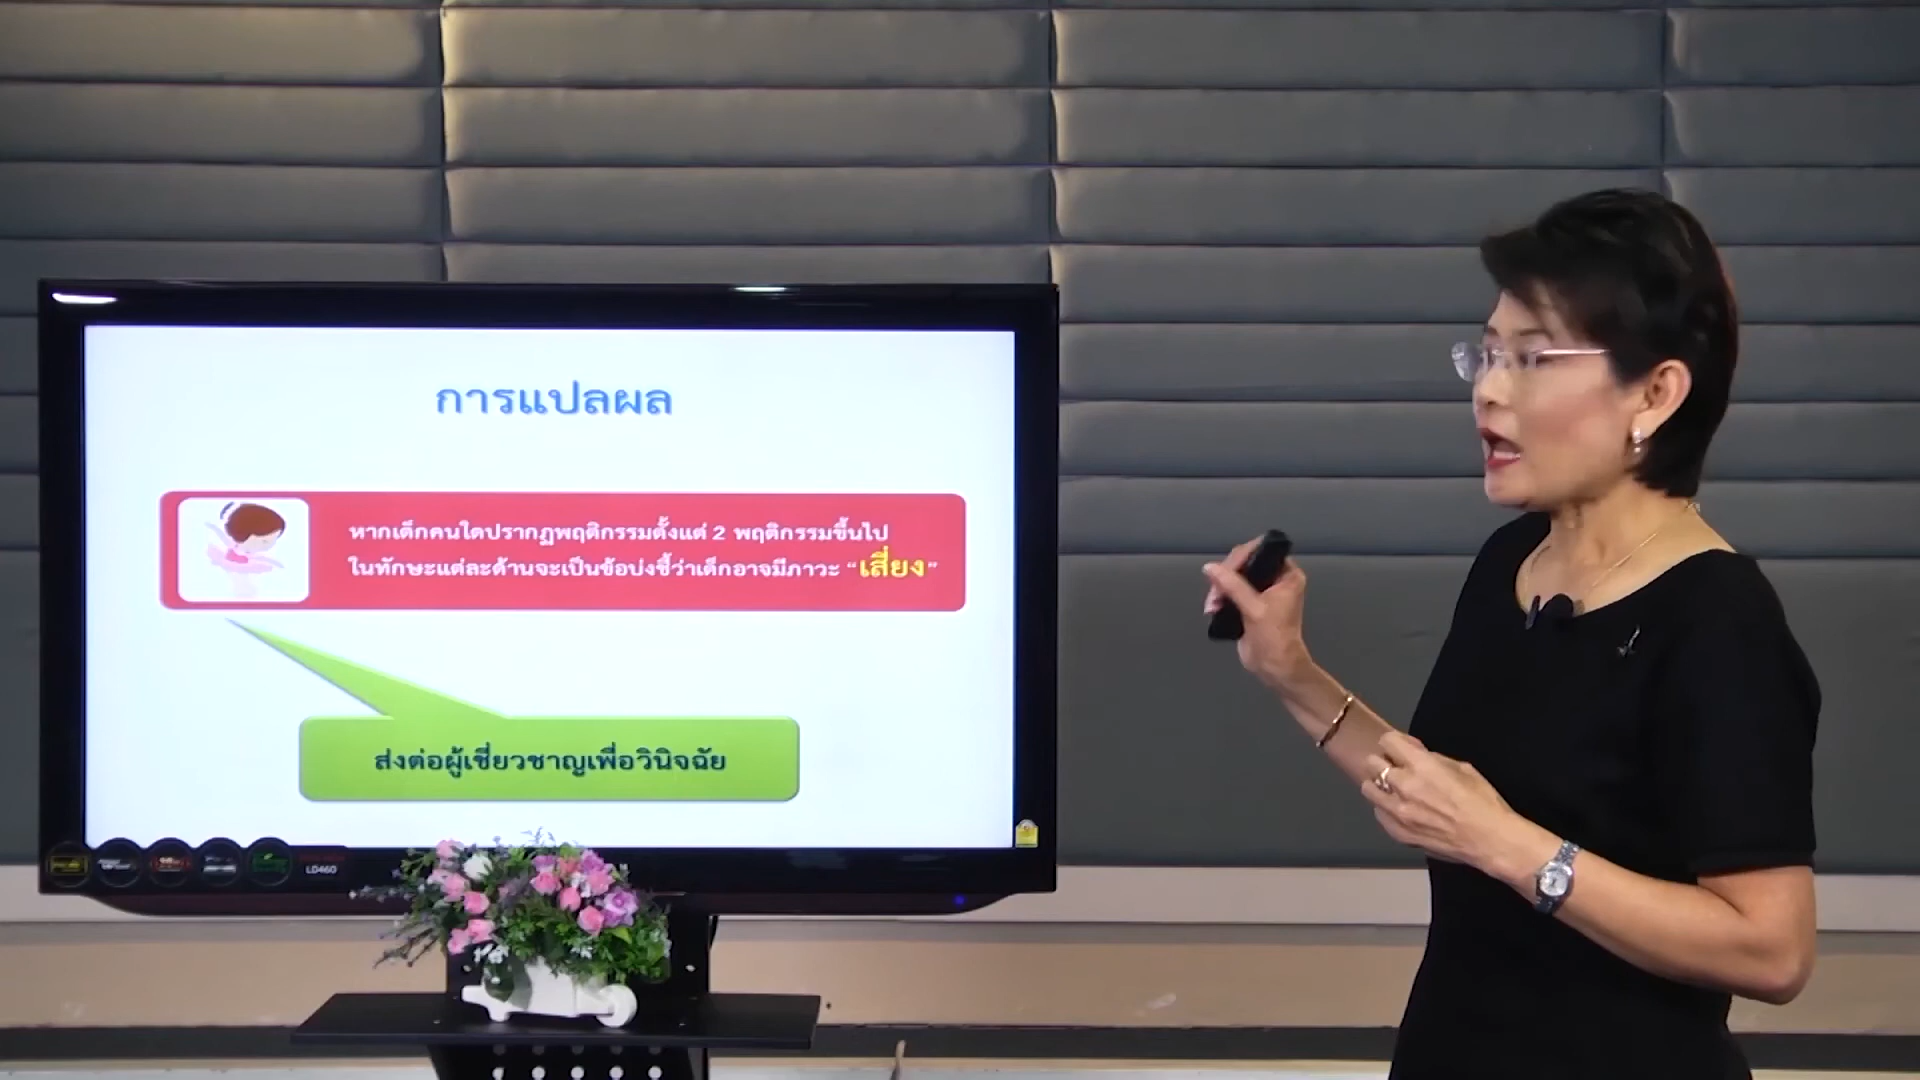 การแปลผล
หากเด็กคนใดปรากฏพฤติกรรมตั้งแต่ 2 พฤติกรรมขึ้นไป
ในทักษะแต่ละด้านจะเป็นข้อบ่งชี้ว่าเด็กอาจมีภาวะ “เสี่ยง”
ส่งต่อผู้เชี่ยวชาญเพื่อวินิจฉัย
LD460